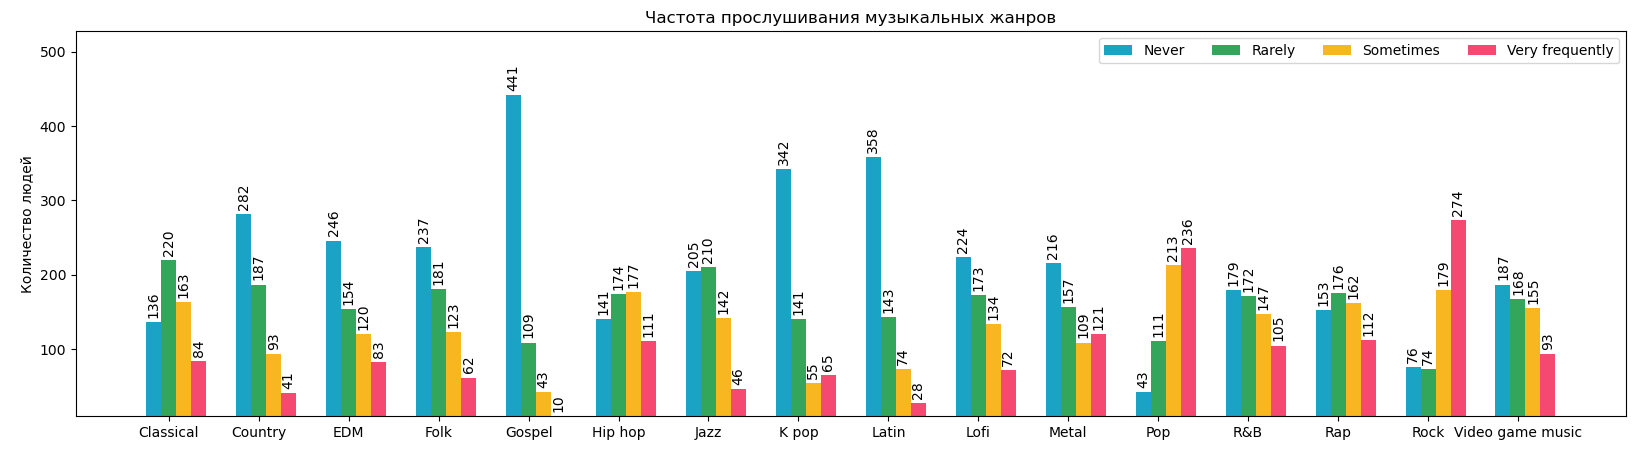 Частота прослушивания музыкальных жанров
Never Rarely Sometimes Very frequently
Количество людей
500
400
300
200
100
136 220 163 84
282 187 93 41
246 154 120 83
237 181 123 62
441 109 43 10
141 174 177 111
205 210 142 46
342 141 55 65
358 143 74 28
224 173 134 72
216 157 109 121
43 111 213 236
179 172 147 105
153 176 162 112
76 74 179 274
187 168 155 93
Classical Country EDM Folk Gospel Hip hop Jazz K pop Latin Lofi Metal Pop R&B Rap Rock Video game music